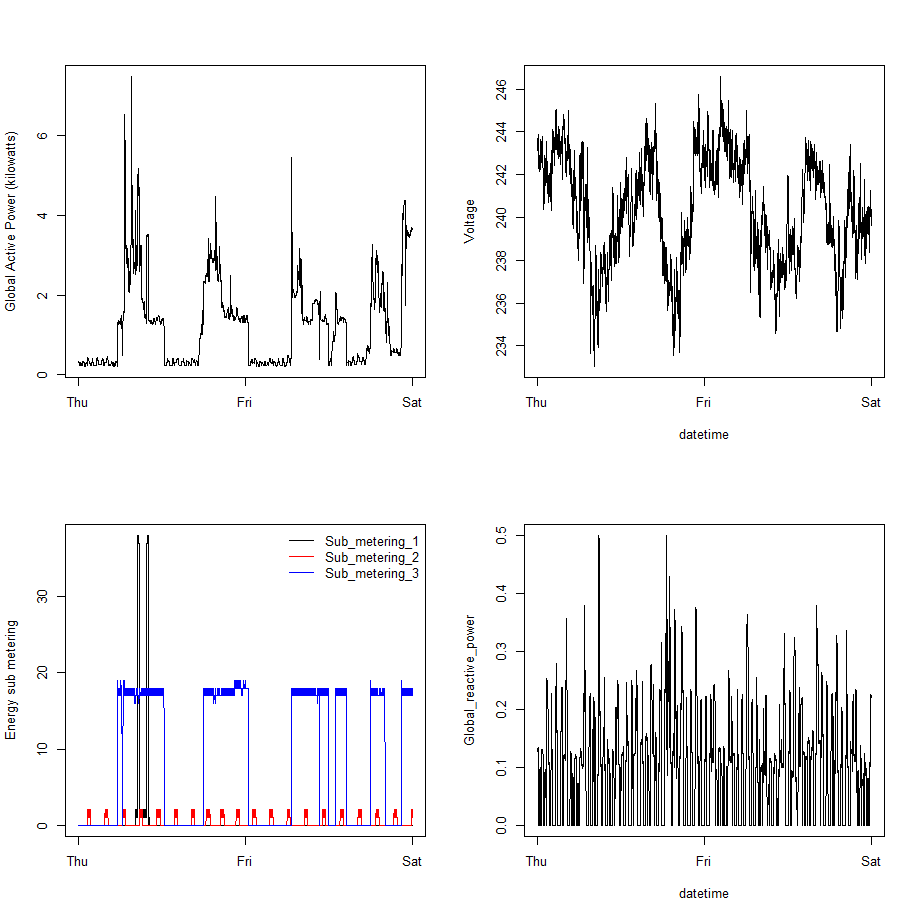 Global Active Power (kilowatts)
0
2
4
6
Thu
Fri
Sat
Voltage
234
236
238
240
242
244
246
Thu
Fri
Sat
datetime
Energy sub metering
0
10
20
30
Sub_metering_1
Sub_metering_2
Sub_metering_3
Thu
Fri
Sat
Global_reactive_power
0.0
0.1
0.2
0.3
0.4
0.5
Thu
Fri
Sat
datetime